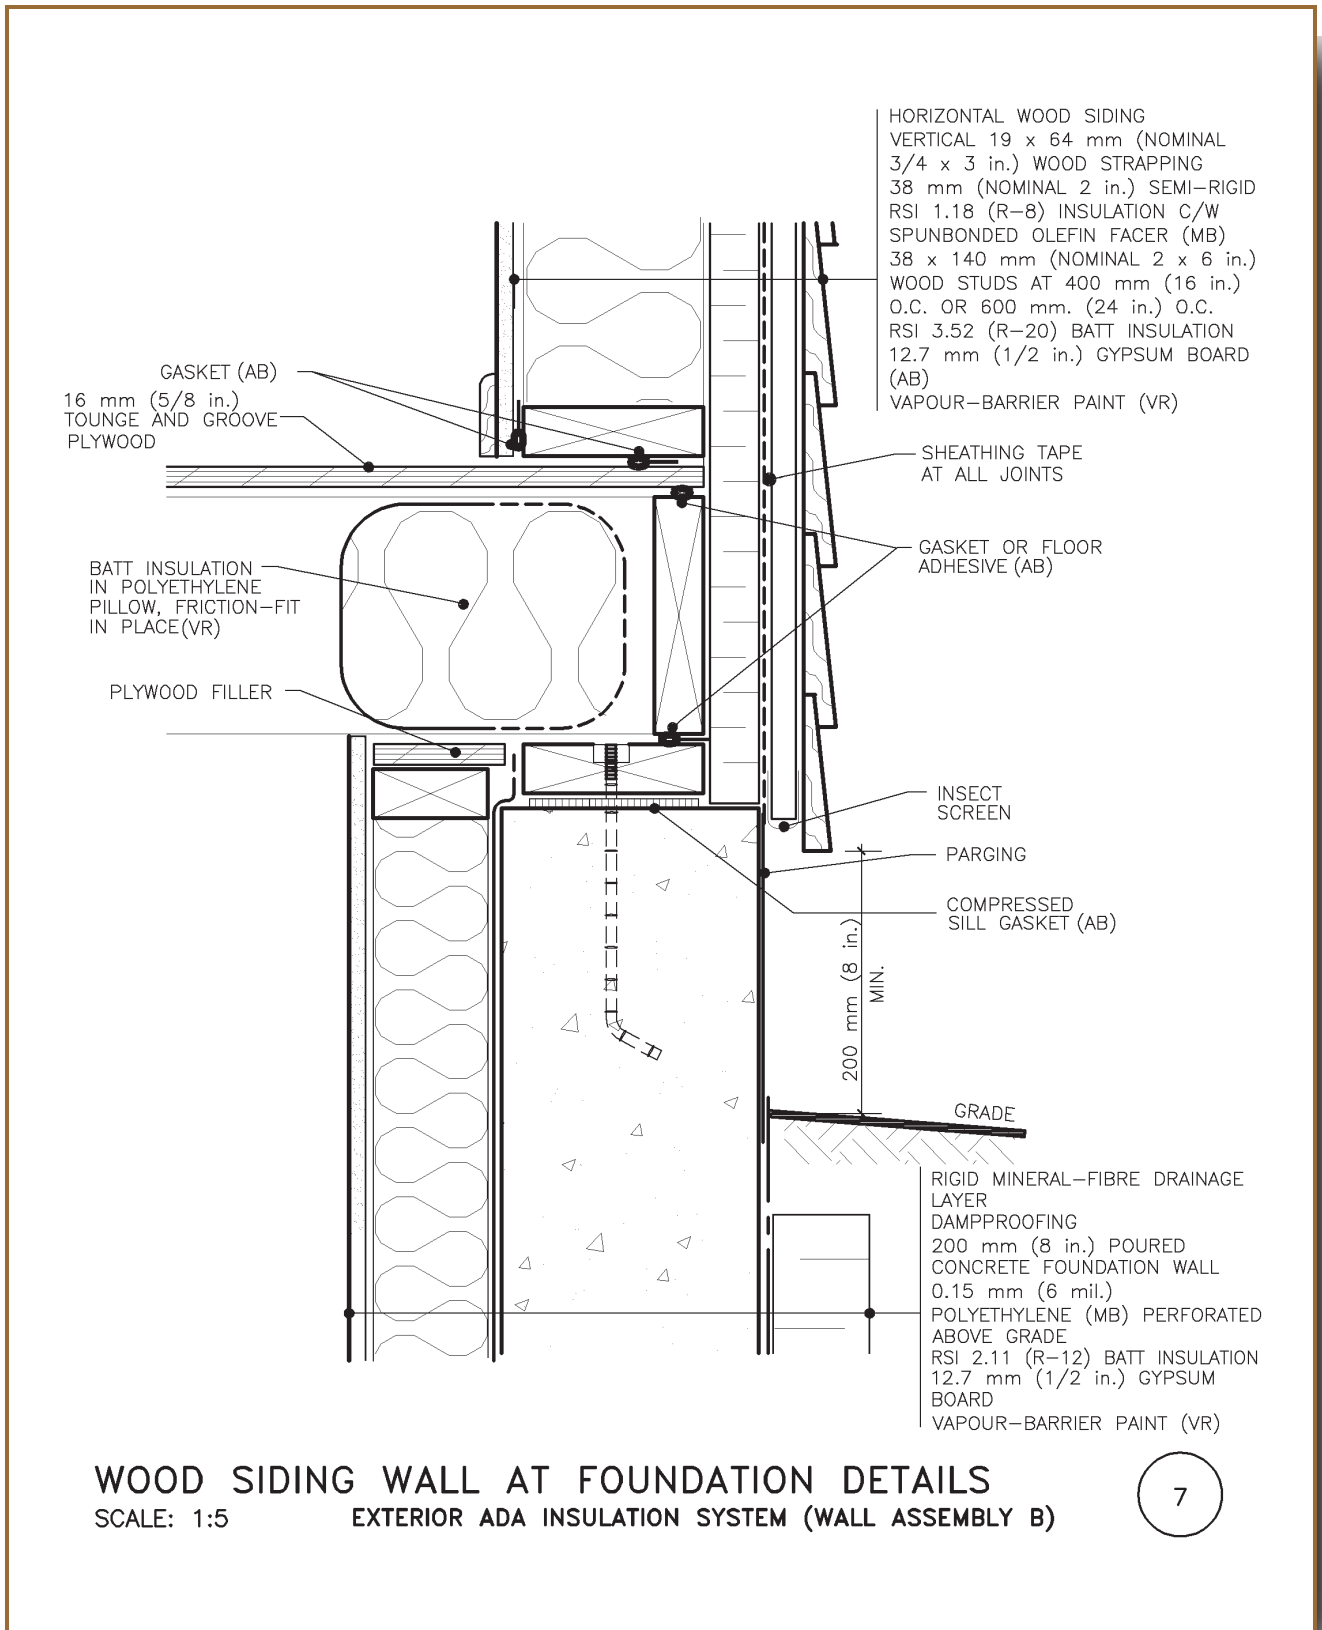 HORIZONTAL WOOD SIDING
VERTICAL 19 x 64 mm (NOMINAL
3/4 x 3 in.) WOOD STRAPPING
38 mm (NOMINAL 2 in.) SEMI-RIGID
RSI 1.18 (R-8) INSULATION C/W
SPUNBONDED OLEFIN FACER (MB)
38 x 140 mm (NOMINAL 2 x 6 in.)
WOOD STUDS AT 400 mm (16 in.)
O.C. OR 600 mm. (24 in.) O.C.
RSI 3.52 (R-20) BATT INSULATION
12.7 mm (1/2 in.) GYPSUM BOARD
(AB)
VAPOUR-BARRIER PAINT (VR)
GASKET (AB)
16 mm (5/8 in.)
TOUNGE AND GROOVE
PLYWOOD
SHEATHING TAPE
AT ALL JOINTS
GASKET OR FLOOR
ADHESIVE (AB)
BATT INSULATION
IN POLYETHYLENE
PILLOW, FRICTION-FIT
IN PLACE(VR)
PLYWOOD FILLER
INSECT
SCREEN
PARGING
COMPRESSED
SILL GASKET (AB)
200 mm (8 in.)
MIN.
GRADE
RIGID MINERAL-FIBRE DRAINAGE
LAYER
DAMPPROOFING
200 mm (8 in.) POURED
CONCRETE FOUNDATION WALL
0.15 mm (6 mil.)
POLYETHYLENE (MB) PERFORATED
ABOVE GRADE
RSI 2.11 (R-12) BATT INSULATION
12.7 mm (1/2 in.) GYPSUM
BOARD
VAPOUR-BARRIER PAINT (VR)
WOOD SIDING WALL AT FOUNDATION DETAILS
SCALE: 1:5 EXTERIOR ADA INSULATION SYSTEM (WALL ASSEMBLY B)
7